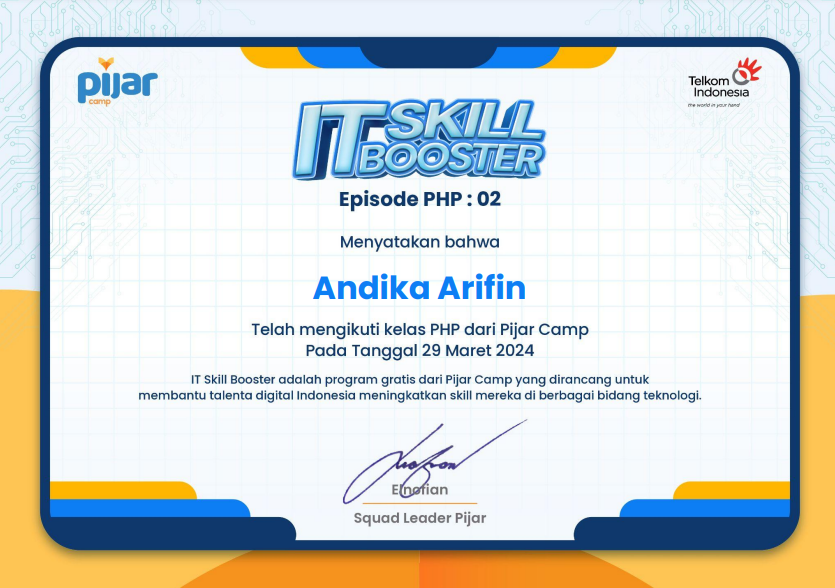 pijar
camp
Telkom
Indonesia
the world in your hand
IT SKILL
BOOSTER
Episode PHP : 02
Menyatakan bahwa
Andika Arifin
Telah mengikuti kelas PHP dari Pijar Camp
Pada Tanggal 29 Maret 2024
IT Skill Booster adalah program gratis dari Pijar Camp yang dirancang untuk
membantu talenta digital Indonesia meningkatkan skill mereka di berbagai bidang teknologi.
Elnorian
Squad Leader Pijar